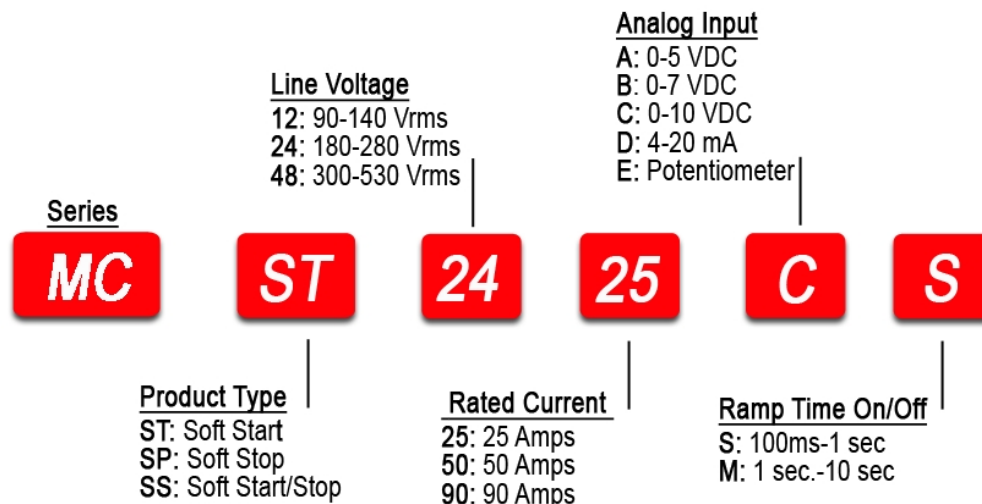 Analog Input
A: 0-5 VDC
B: 0-7 VDC
C: 0-10 VDC
D: 4-20 mA
E: Potentiometer
Line Voltage
12: 90-140 Vrms
24: 180-280 Vrms
48: 300-530 Vrms
Series
MC ST 24 25 C S
Product Type
ST: Soft Start
SP: Soft Stop
SS: Soft Start/Stop
Rated Current
25: 25 Amps
50: 50 Amps
90: 90 Amps
Ramp Time On/Off
S: 100ms-1 sec
M: 1 sec.-10 sec